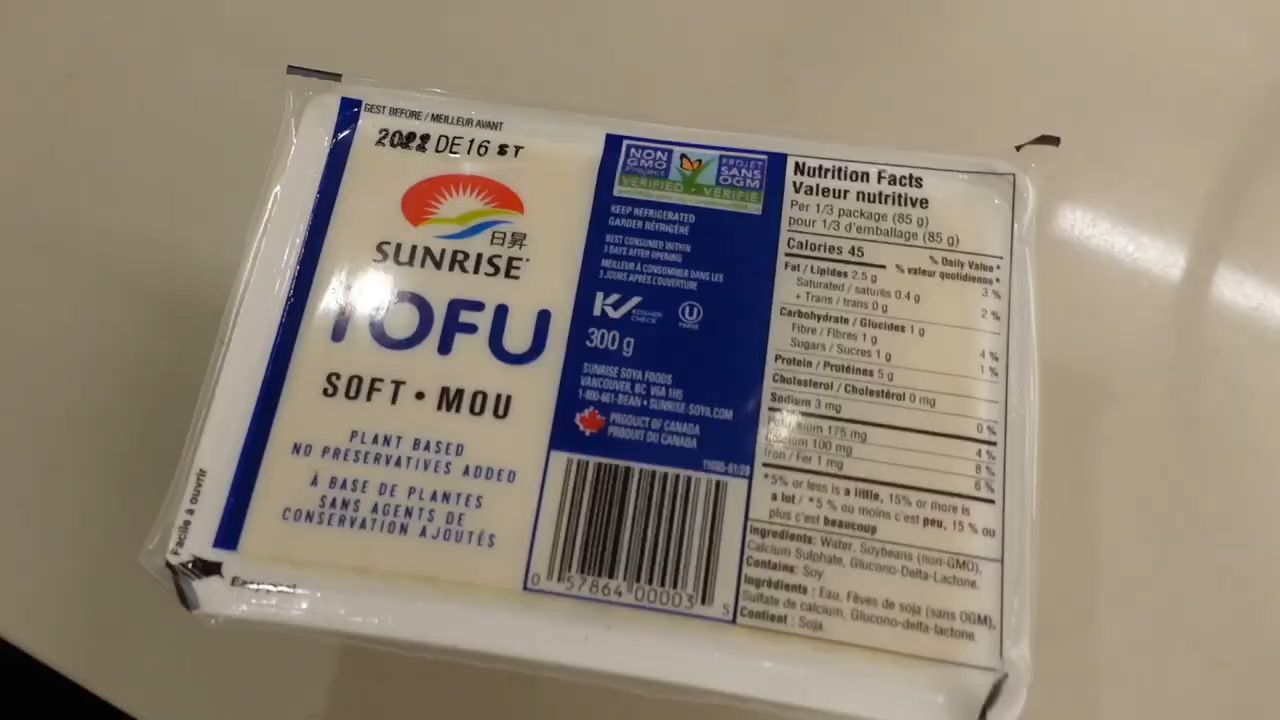 BEST BEFORE / MEILLEUR AVANT
DE 16 ST
日昇
SUNRISE
TOFU
SOFT • MOU
PLANT BASED
NO PRESERVATIVES ADDED
À BASE DE PLANTES
SANS AGENTS DE
CONSERVATION AJOUTÉS
Facile à ouvrir
NON
GMO
Project
VERIFIED • VÉRIFIÉ
PROJET
SANS
OGM
KEEP REFRIGERATED
GARDER RÉFRIGÉRÉ
BEST CONSUMED WITHIN
3 DAYS AFTER OPENING
MEILLEUR À CONSOMMER DANS LES
3 JOURS APRÈS L'OUVERTURE
KOSHER
CHECK
U
PARVE
300 g
SUNRISE SOYA FOODS
VANCOUVER, BC V6A 1H5
1-800-661-BEAN • SUNRISE-SOYA.COM
PRODUCT OF CANADA
PRODUIT DU CANADA
0 57864 00003 5
Nutrition Facts
Valeur nutritive
Per 1/3 package (85 g)
pour 1/3 d'emballage (85 g)
Calories 45
% Daily Value*
% valeur quotidienne*
Fat / Lipides 2.5 g 3 %
Saturated / saturés 0.4 g
+ Trans / trans 0 g 2 %
Carbohydrate / Glucides 1 g
Fibre / Fibres 1 g 4 %
Sugars / Sucres 1 g 1 %
Protein / Protéines 5 g
Cholesterol / Cholestérol 0 mg
Sodium 3 mg 0 %
Potassium 175 mg 4 %
Calcium 100 mg 8 %
Iron / Fer 1 mg 6 %
*5% or less is a little, 15% or more is
a lot / *5 % ou moins c'est peu, 15 % ou
plus c'est beaucoup
Ingredients: Water, Soybeans (non-GMO),
Calcium Sulphate, Glucono-Delta-Lactone.
Contains: Soy.
Ingrédients : Eau, Fèves de soja (sans OGM),
Sulfate de calcium, Glucono-delta-lactone.
Contient : Soja.